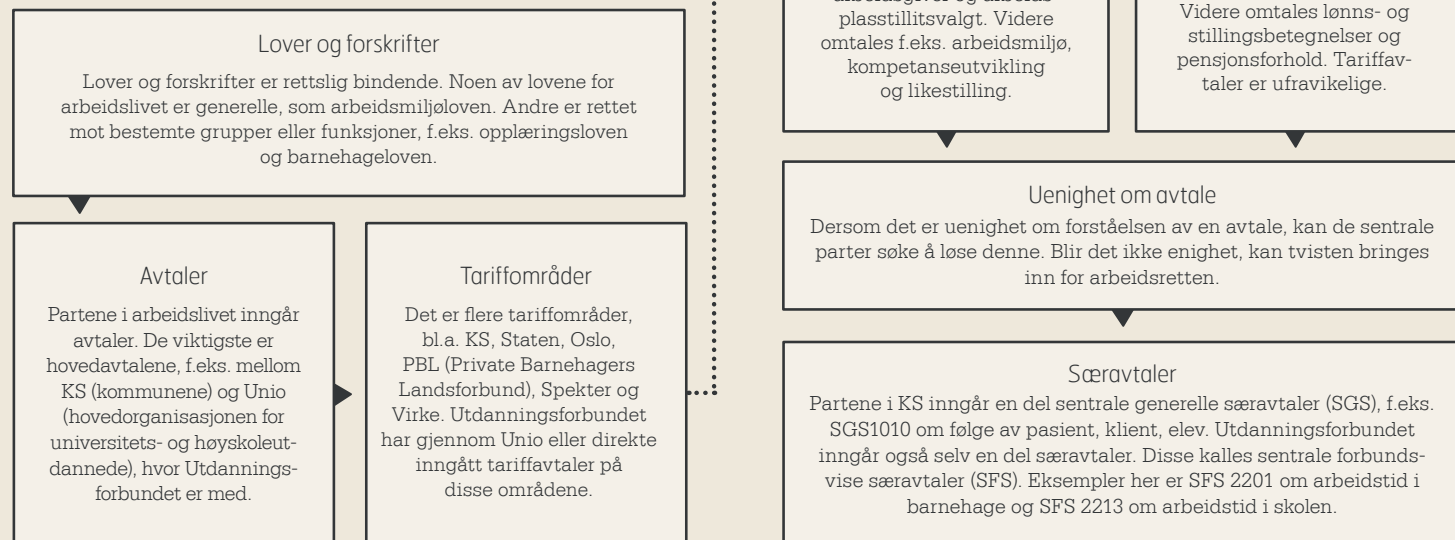 Lover og forskrifter
Lover og forskrifter er rettslig bindende. Noen av lovene for
arbeidslivet er generelle, som arbeidsmiljøloven. Andre er rettet
mot bestemte grupper eller funksjoner, f.eks. opplæringsloven
og barnehageloven.
Avtaler
Partene i arbeidslivet inngår
avtaler. De viktigste er
hovedavtalene, f.eks. mellom
KS (kommunene) og Unio
(hovedorganisasjonen for
universitets- og høyskoleut-
dannede), hvor Utdannings-
forbundet er med.
Tariffområder
Det er flere tariffområder,
bl.a. KS, Staten, Oslo,
PBL (Private Barnehagers
Landsforbund), Spekter og
Virke. Utdanningsforbundet
har gjennom Unio eller direkte
inngått tariffavtaler på
disse områdene.
plasstillitsvalgt. Videre
omtales f.eks. arbeidsmiljø,
kompetanseutvikling
og likestilling.
Videre omtales lønns- og
stillingsbetegnelser og
pensjonsforhold. Tariffav-
taler er ufravikelige.
Uenighet om avtale
Dersom det er uenighet om forståelsen av en avtale, kan de sentrale
parter søke å løse denne. Blir det ikke enighet, kan tvisten bringes
inn for arbeidsretten.
Særavtaler
Partene i KS inngår en del sentrale generelle særavtaler (SGS), f.eks.
SGS1010 om følge av pasient, klient, elev. Utdanningsforbundet
inngår også selv en del særavtaler. Disse kalles sentrale forbunds-
vise særavtaler (SFS). Eksempler her er SFS 2201 om arbeidstid i
barnehage og SFS 2213 om arbeidstid i skolen.